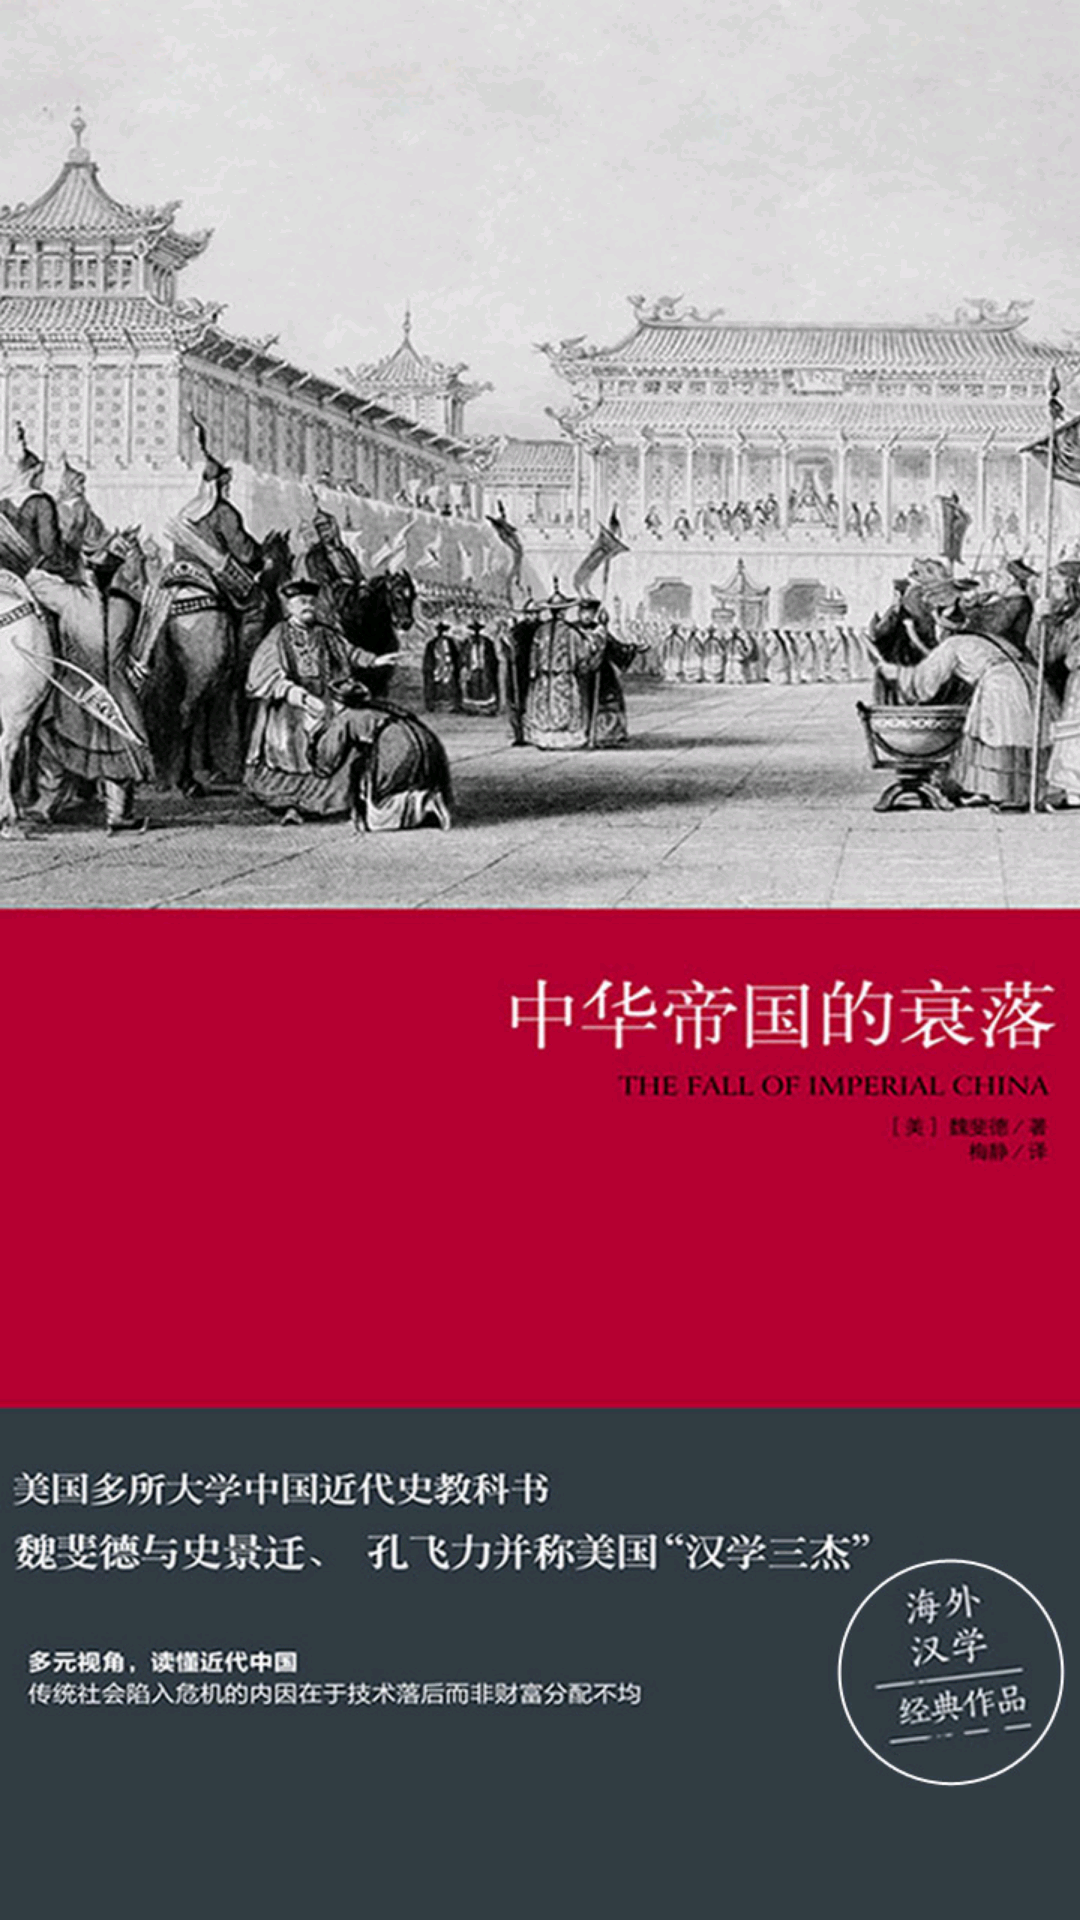 中华帝国的衰落
THE FALL OF IMPERIAL CHINA
［美］魏斐德／著
梅静／译
美国多所大学中国近代史教科书
魏斐德与史景迁、 孔飞力并称美国“汉学三杰”
多元视角，读懂近代中国
传统社会陷入危机的内因在于技术落后而非财富分配不均
海外
汉学
经典作品